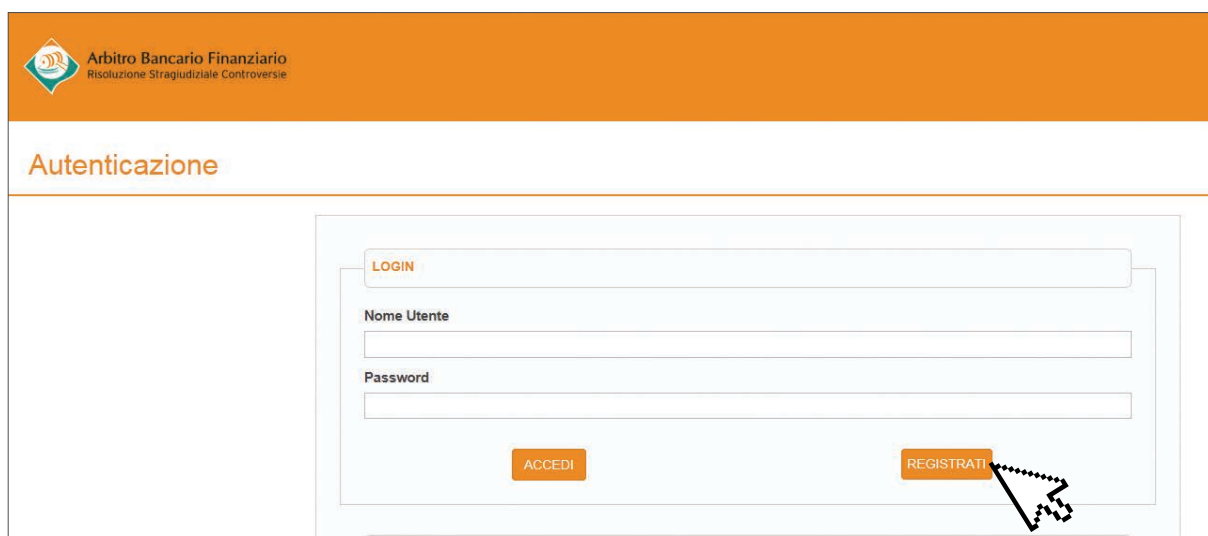 Arbitro Bancario Finanziario
Risoluzione Stragiudiziale Controversie
Autenticazione
LOGIN
Nome Utente
Password
ACCEDI
REGISTRATI